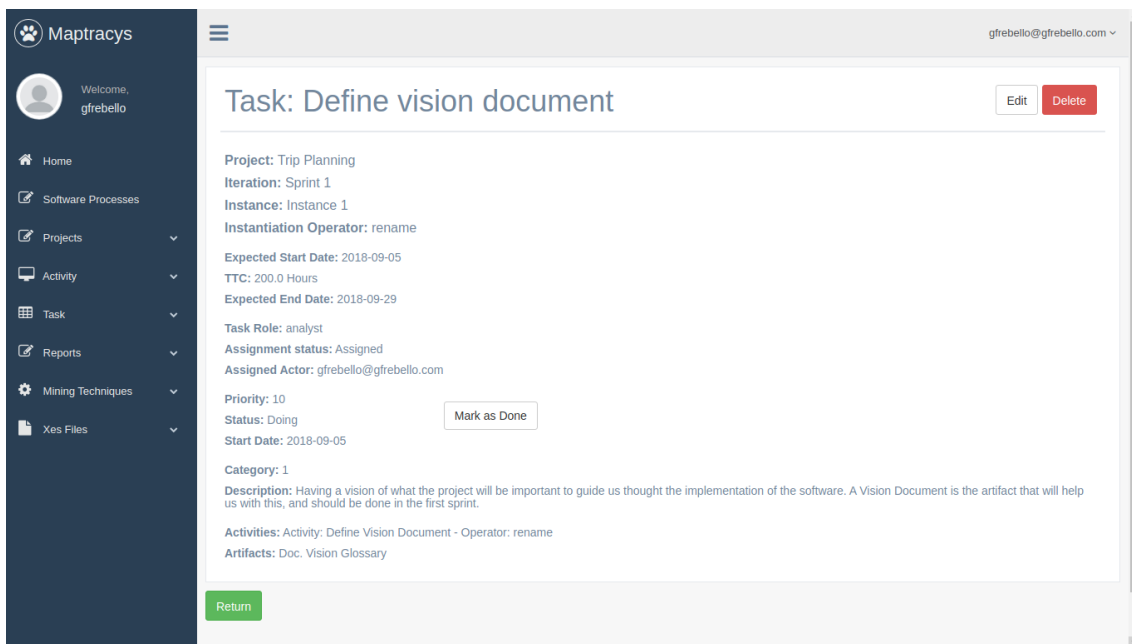 Maptracys
gfrebello@gfrebello.com
Welcome,
gfrebello
Home
Software Processes
Projects
Activity
Task
Reports
Mining Techniques
Xes Files
Task: Define vision document
Edit
Delete
Project: Trip Planning
Iteration: Sprint 1
Instance: Instance 1
Instantiation Operator: rename
Expected Start Date: 2018-09-05
TTC: 200.0 Hours
Expected End Date: 2018-09-29
Task Role: analyst
Assignment status: Assigned
Assigned Actor: gfrebello@gfrebello.com
Priority: 10
Status: Doing
Mark as Done
Start Date: 2018-09-05
Category: 1
Description: Having a vision of what the project will be important to guide us thought the implementation of the software. A Vision Document is the artifact that will help
us with this, and should be done in the first sprint.
Activities: Activity: Define Vision Document - Operator: rename
Artifacts: Doc. Vision Glossary
Return